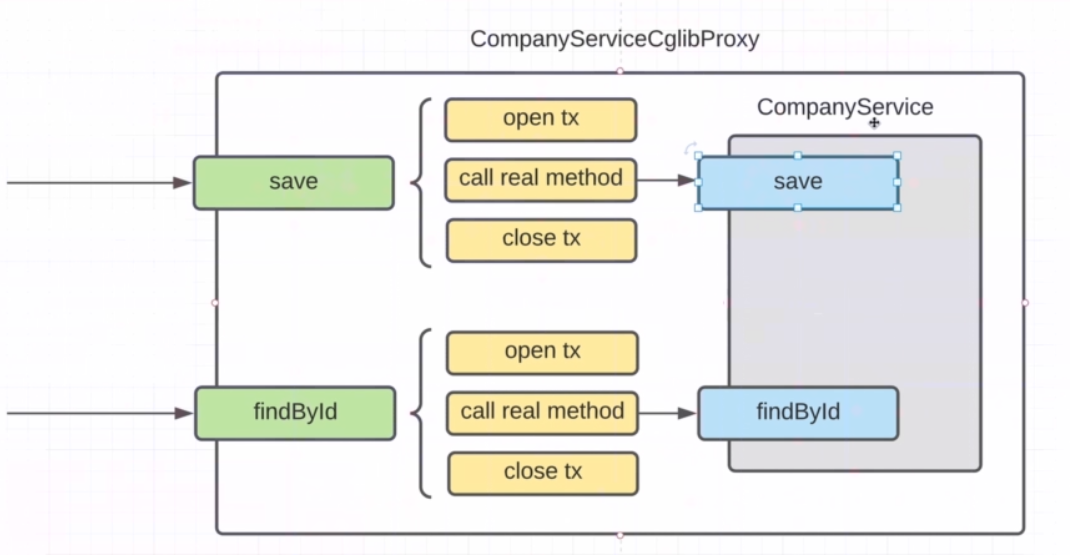 CompanyServiceCglibProxy
CompanyService
open tx
save
call real method
save
close tx
open tx
findById
call real method
findById
close tx